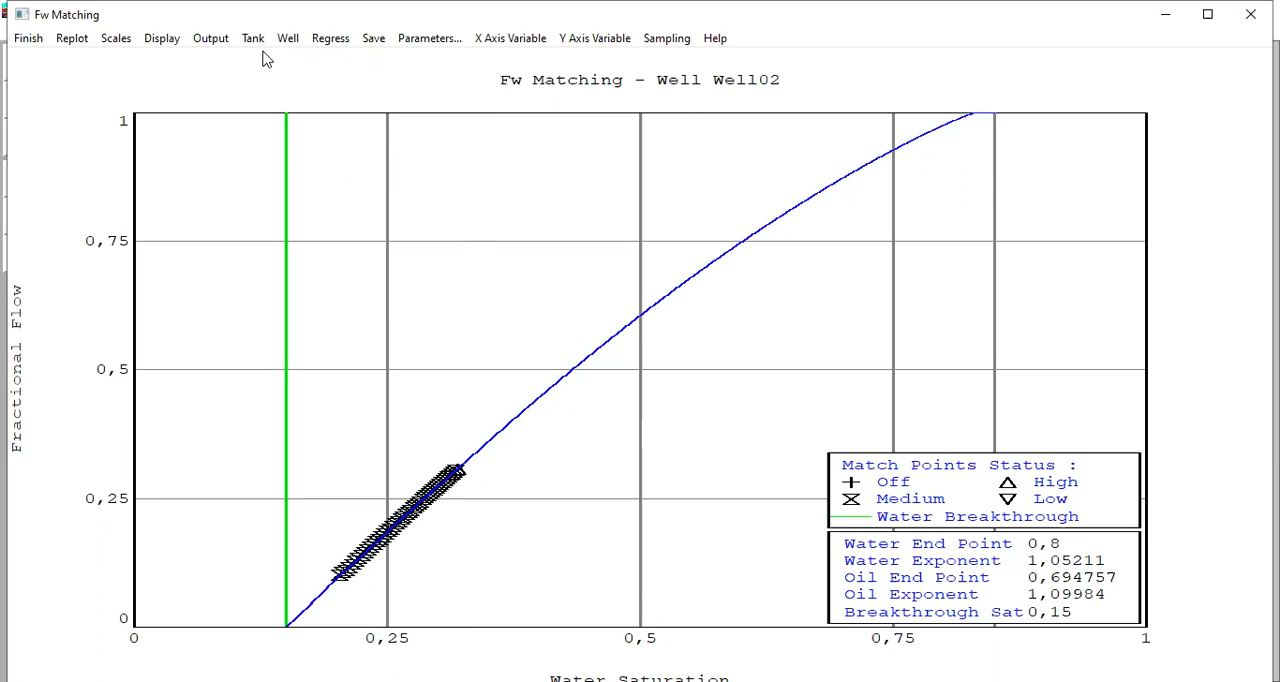 Fw Matching
Finish Replot Scales Display Output Tank Well Regress Save Parameters... X Axis Variable Y Axis Variable Sampling Help
Fw Matching - Well Well02
1
0,75
0,5
0,25
0
Fractional Flow
0 0,25 0,5 0,75 1
Water Saturation
Match Points Status :
Off High
Medium Low
Water Breakthrough
Water End Point 0,8
Water Exponent 1,05211
Oil End Point 0,694757
Oil Exponent 1,09984
Breakthrough Sat 0,15